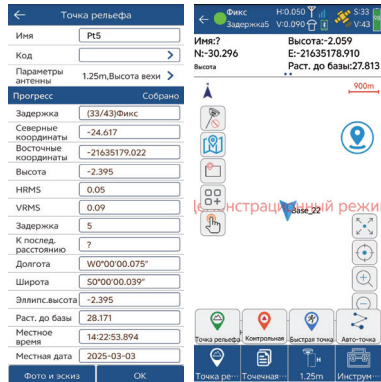 Точка рельефа
Имя Pt5
Код
Параметры антенны 1.25m,Высота вехи
Прогресс Собрано
Задержка (33/43)Фикс
Северные координаты -24.617
Восточные координаты -21635179.022
Высота -2.395
HRMS 0.05
VRMS 0.09
Задержка 5
К послед. расстоянию ?
Долгота W0°00'00.075"
Широта S0°00'00.039"
Эллипс.высота -2.395
Раст. до базы 28.171
Местное время 14:22:53.894
Местная дата 2025-03-03
Фото и эскиз OK
Фикс H:0.050 S:33
Задержка5 V:0.090 V:43
Имя:? Высота:-2.059
N:-30.296 E:-21635178.910
Высота Раст. до базы:27.813
900m
Base_22
Точка рельефа Контрольная Быстрая точка Авто-точка
Точка ре··· Точечная··· 1.25m Инструм···